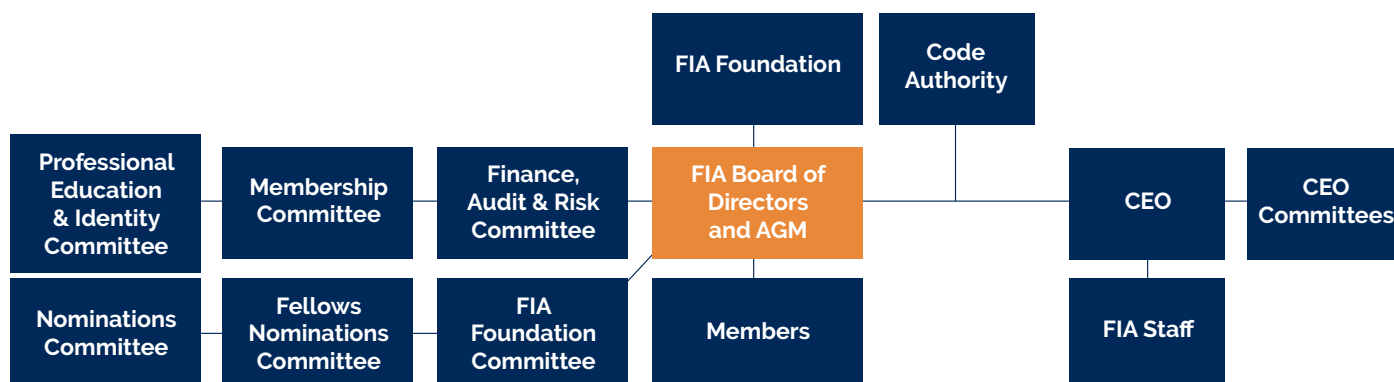 FIA Foundation
Code
Authority
Professional
Education
& Identity
Committee
Membership
Committee
Finance,
Audit & Risk
Committee
FIA Board of
Directors
and AGM
CEO
CEO
Committees
Nominations
Committee
Fellows
Nominations
Committee
FIA
Foundation
Committee
Members
FIA Staff